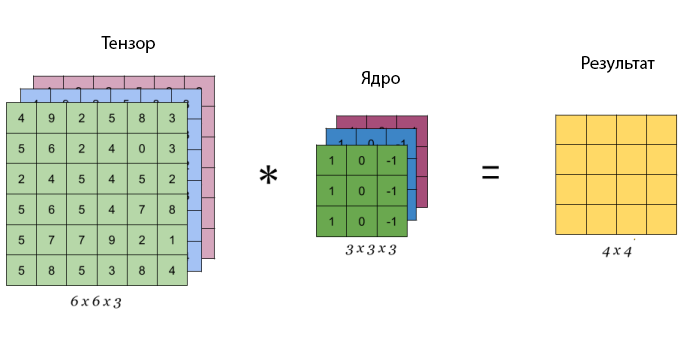 Тензор
Ядро
Результат
4 9 2 5 8 3
5 6 2 4 0 3
2 4 5 4 5 2
5 6 5 4 7 8
5 7 7 9 2 1
5 8 5 3 8 4
*
1 0 -1
1 0 -1
1 0 -1
=
6 x 6 x 3
3 x 3 x 3
4 x 4